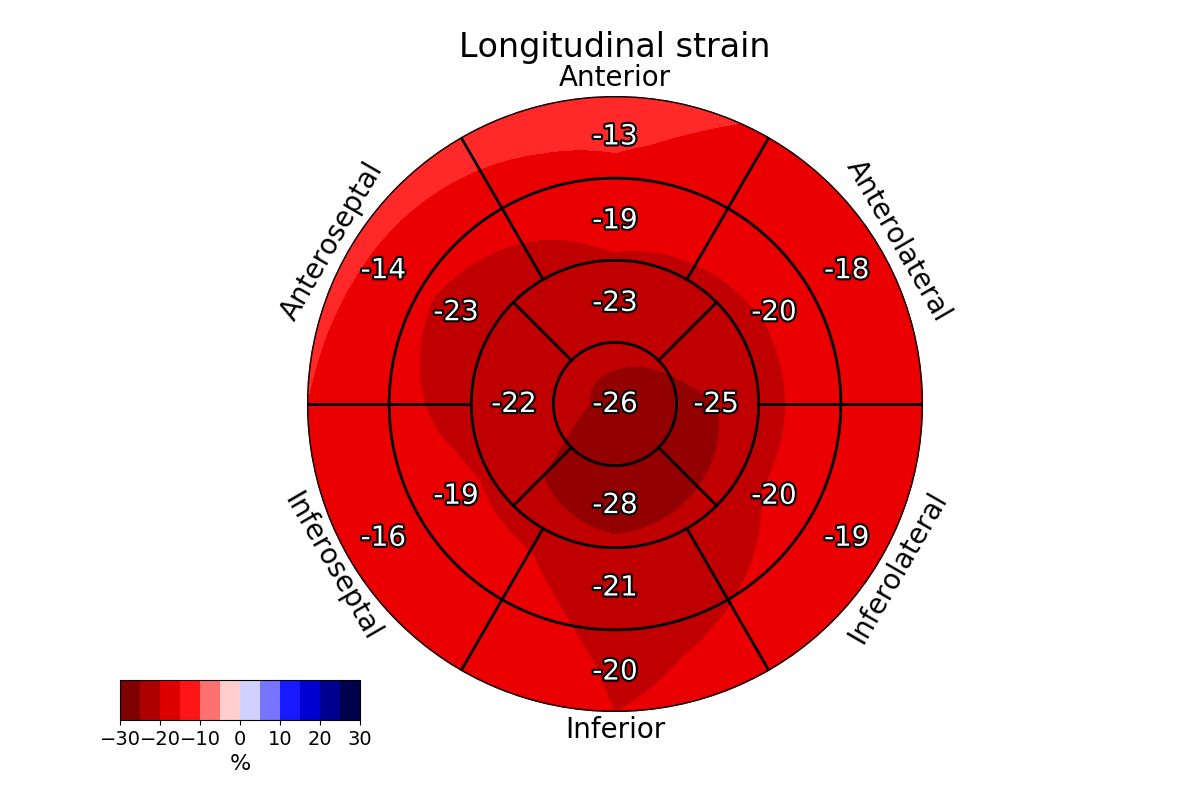 Longitudinal strain
Anterior
-13
Anteroseptal
Anterolateral
-19
-14
-18
-23
-23
-20
-22
-26
-25
-19
-28
-20
-16
-19
Inferoseptal
Inferolateral
-21
-20
Inferior
−30 −20 −10 0 10 20 30
%